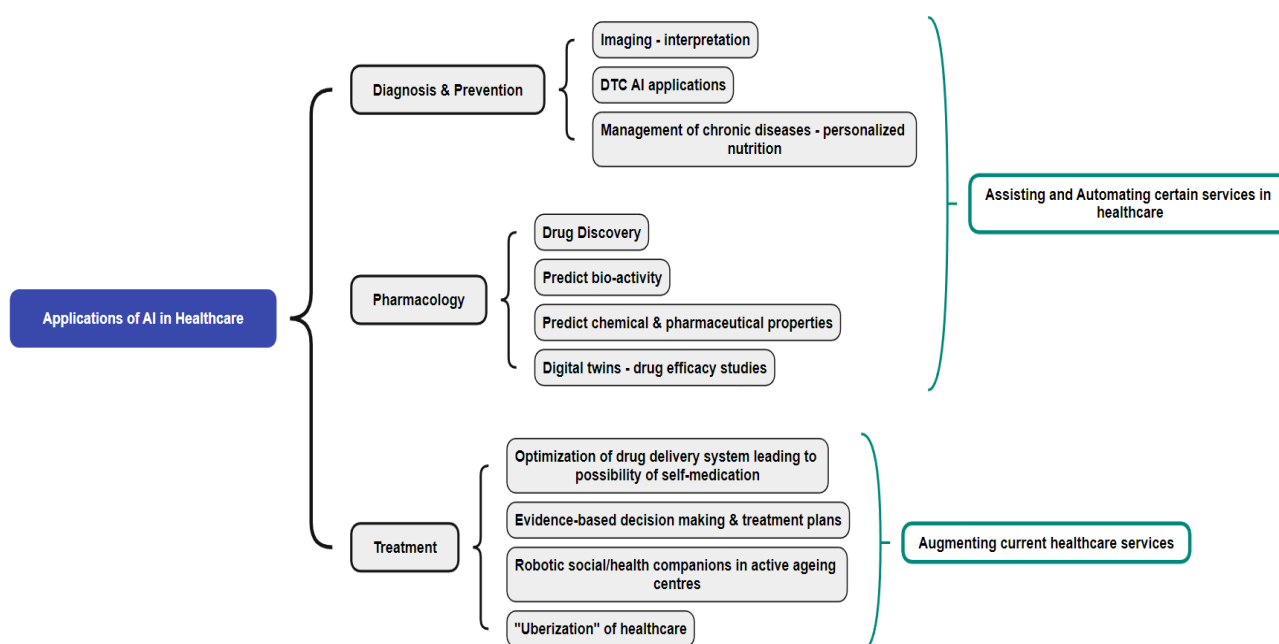 Imaging - interpretation
Diagnosis & Prevention
DTC AI applications
Management of chronic diseases - personalized
nutrition
Assisting and Automating certain services in
healthcare
Drug Discovery
Predict bio-activity
Pharmacology
Predict chemical & pharmaceutical properties
Digital twins - drug efficacy studies
Applications of AI in Healthcare
Optimization of drug delivery system leading to
possibility of self-medication
Evidence-based decision making & treatment plans
Treatment
Robotic social/health companions in active ageing
centres
"Uberization" of healthcare
Augmenting current healthcare services